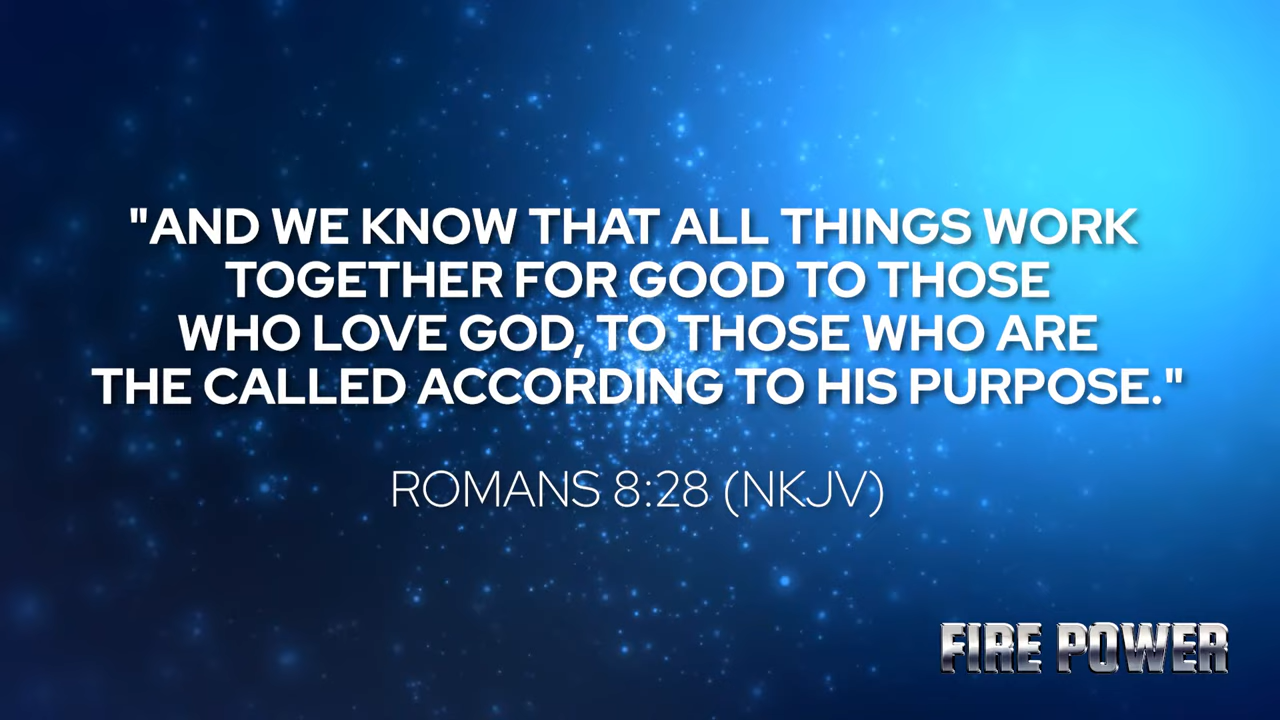 "AND WE KNOW THAT ALL THINGS WORK
TOGETHER FOR GOOD TO THOSE
WHO LOVE GOD, TO THOSE WHO ARE
THE CALLED ACCORDING TO HIS PURPOSE."
ROMANS 8:28 (NKJV)
FIRE POWER